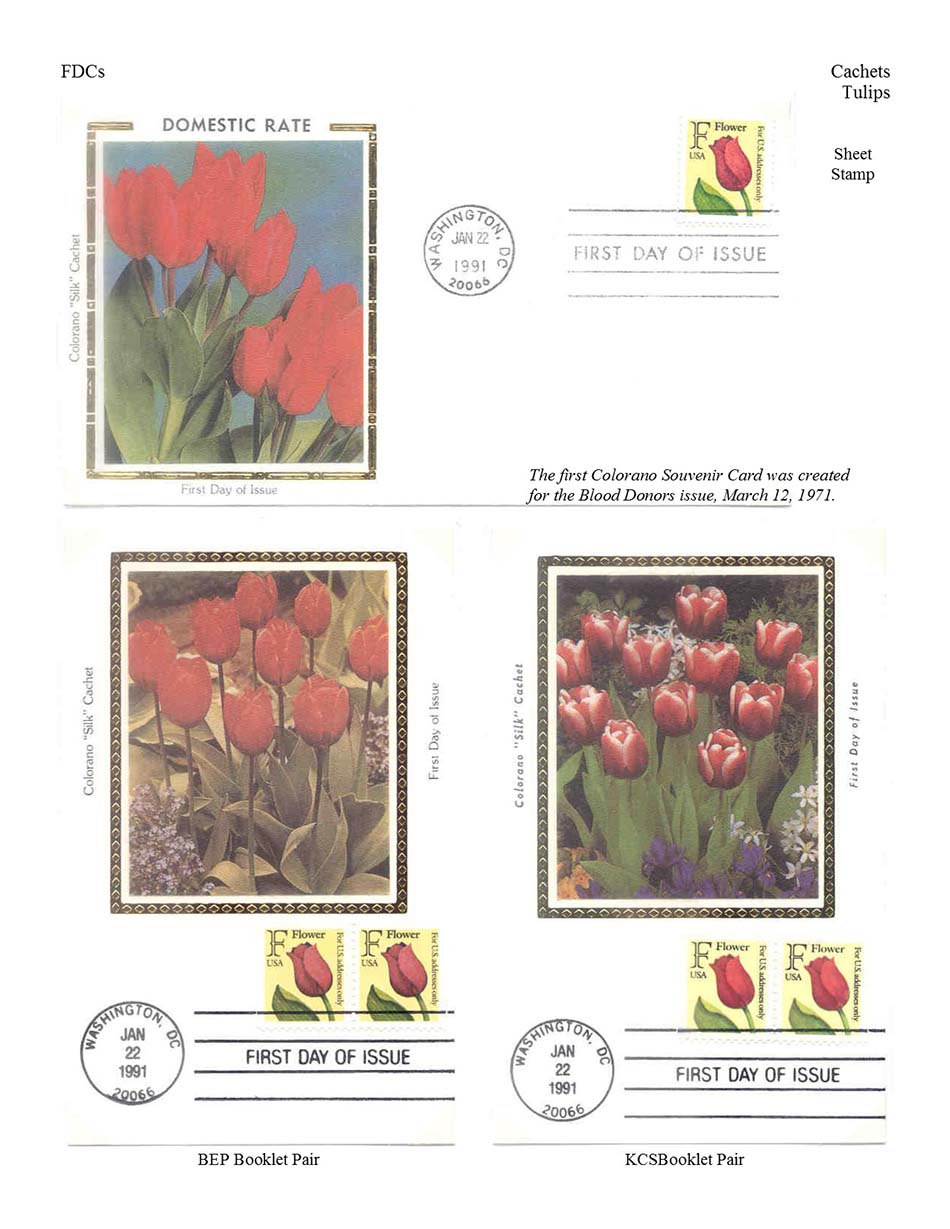 FDCs
Cachets
Tulips
DOMESTIC RATE
F Flower
USA
For U.S. addresses only
Sheet
Stamp
Colorano "Silk" Cachet
WASHINGTON, DC
JAN 22
1991
20066
FIRST DAY OF ISSUE
First Day of Issue
The first Colorano Souvenir Card was created
for the Blood Donors issue, March 12, 1971.
Colorano "Silk" Cachet
First Day of Issue
F Flower
USA
For U.S. addresses only
F Flower
USA
For U.S. addresses only
WASHINGTON, DC
JAN
22
1991
20066
FIRST DAY OF ISSUE
BEP Booklet Pair
Colorano "Silk" Cachet
First Day of Issue
F Flower
USA
For U.S. addresses only
F Flower
USA
For U.S. addresses only
WASHINGTON, DC
JAN
22
1991
20066
FIRST DAY OF ISSUE
KCSBooklet Pair